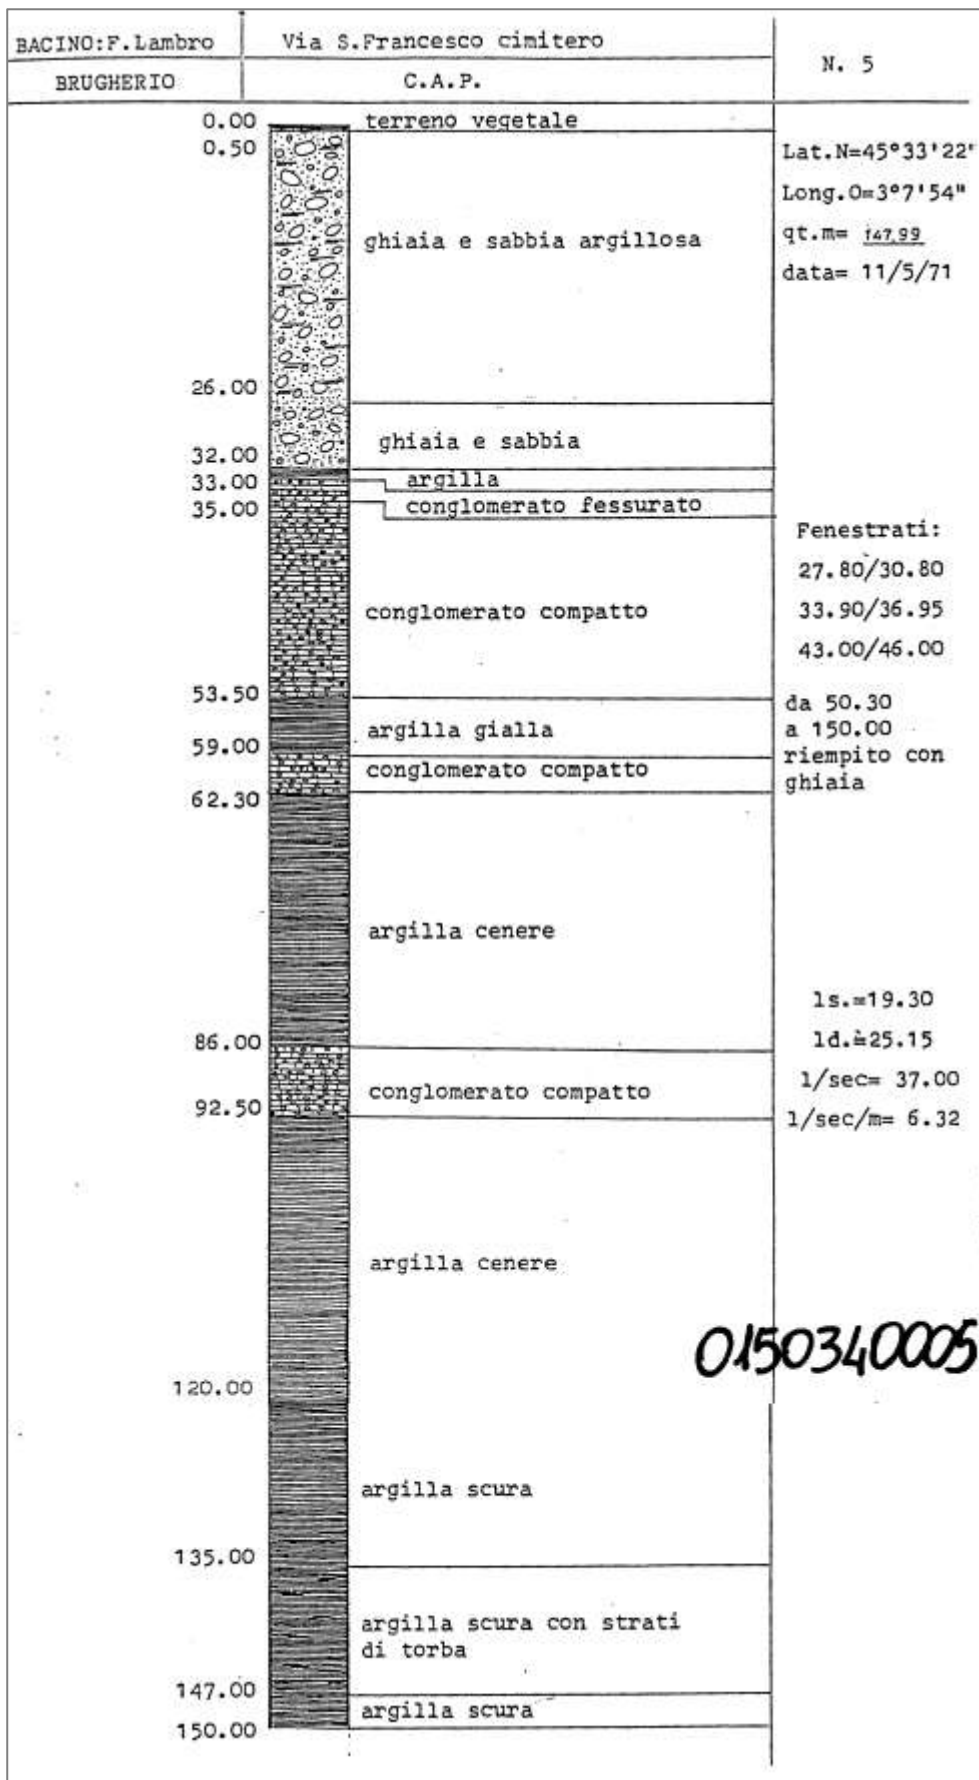 BACINO:F.Lambro
Via S.Francesco cimitero
N. 5
BRUGHERIO
C.A.P.
0.00
terreno vegetale
0.50
Lat.N=45°33'22"
Long.O=3°7'54"
ghiaia e sabbia argillosa
qt.m= 147,99
data= 11/5/71
26.00
ghiaia e sabbia
32.00
33.00
argilla
35.00
conglomerato fessurato
Fenestrati:
27.80/30.80
conglomerato compatto
33.90/36.95
43.00/46.00
53.50
da 50.30
argilla gialla
a 150.00
59.00
riempito con
conglomerato compatto
ghiaia
62.30
argilla cenere
ls.=19.30
86.00
ld.=25.15
conglomerato compatto
l/sec= 37.00
92.50
l/sec/m= 6.32
argilla cenere
0150340005
120.00
argilla scura
135.00
argilla scura con strati
di torba
147.00
argilla scura
150.00